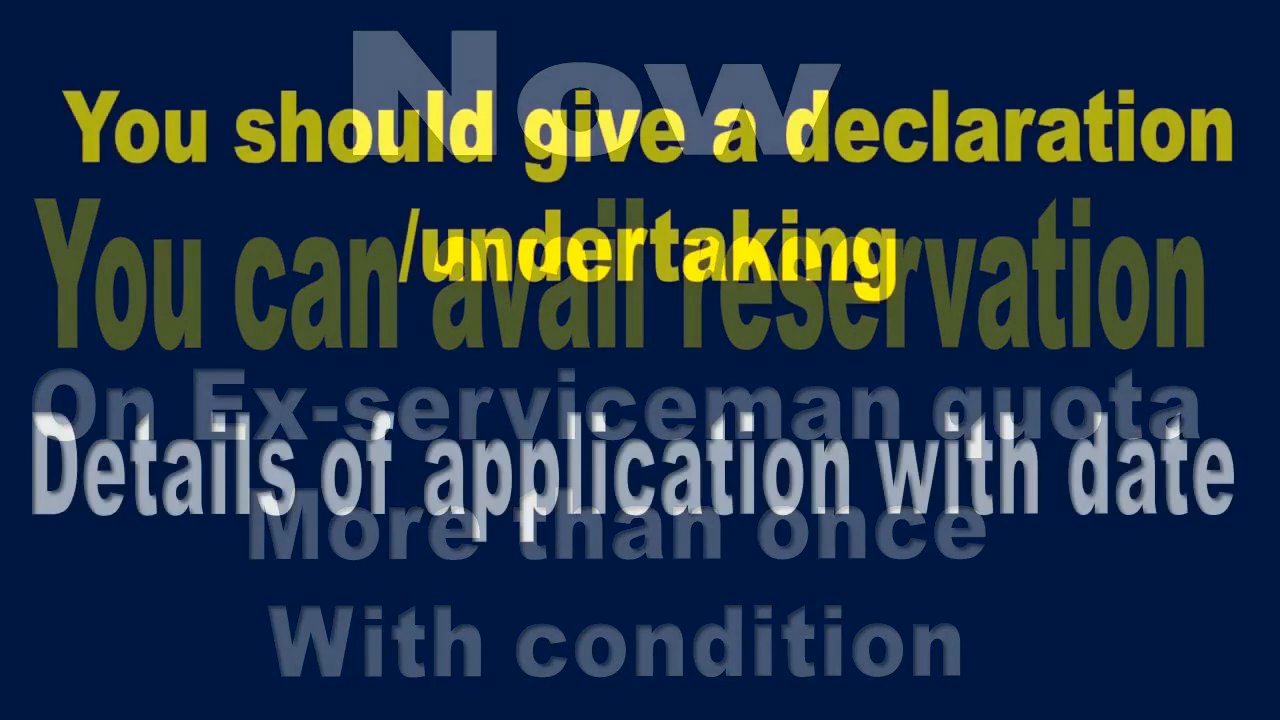 Now
You should give a declaration
/undertaking
You can avail reservation
On Ex-serviceman quota
Details of application with date
More than once
With condition